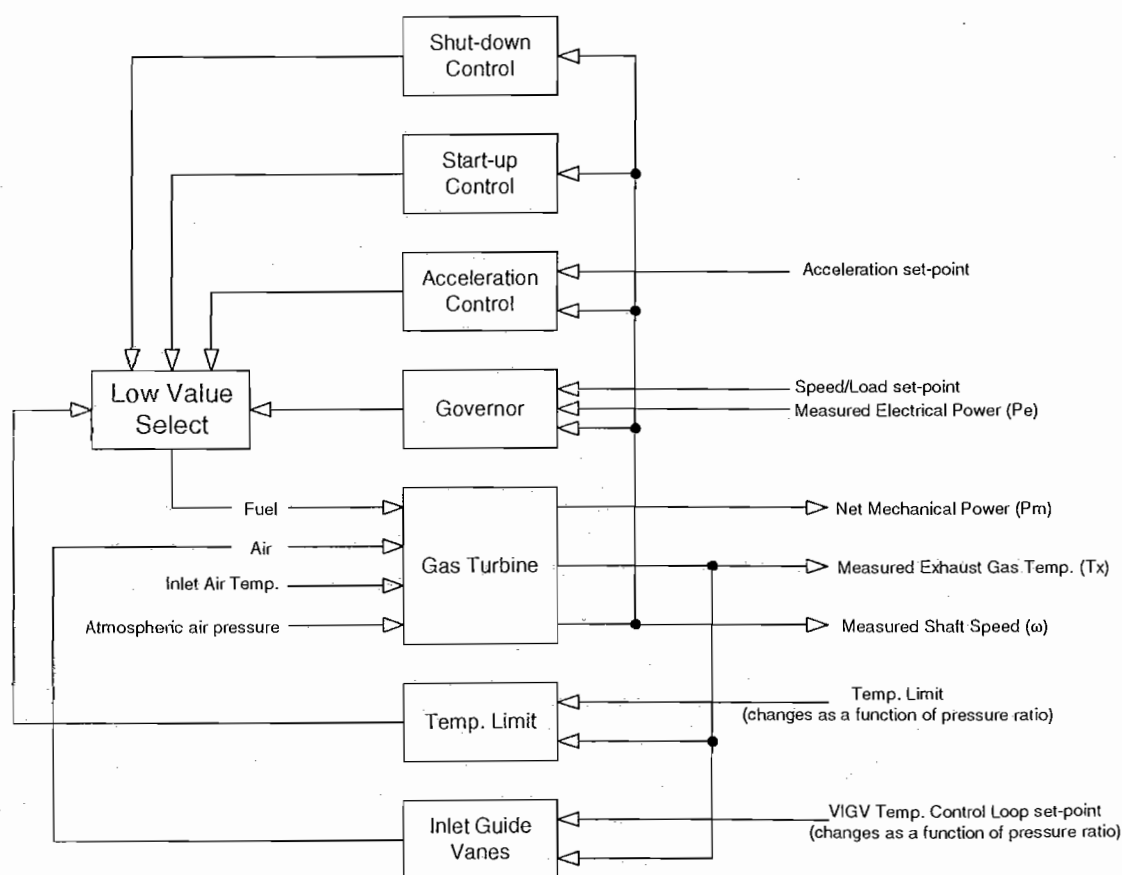 Shut-down
Control
Start-up
Control
Acceleration
Control
Acceleration set-point
Low Value
Select
Governor
Speed/Load set-point
Measured Electrical Power (Pe)
Fuel
Air
Inlet Air Temp.
Atmospheric air pressure
Gas Turbine
Net Mechanical Power (Pm)
Measured Exhaust Gas Temp. (Tx)
Measured Shaft Speed (ω)
Temp. Limit
Temp. Limit
(changes as a function of pressure ratio)
Inlet Guide
Vanes
VIGV Temp. Control Loop set-point
(changes as a function of pressure ratio)